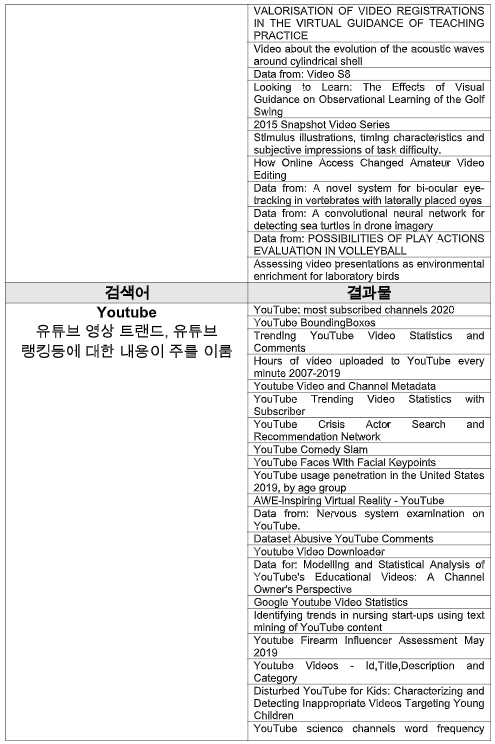 VALORISATION OF VIDEO REGISTRATIONS
IN THE VIRTUAL GUIDANCE OF TEACHING
PRACTICE
Video about the evolution of the acoustic waves
around cylindrical shell
Data from: Video S8
Looking to Learn: The Effects of Visual
Guidance on Observational Learning of the Golf
Swing
2015 Snapshot Video Series
Stimulus illustrations, timing characteristics and
subjective impressions of task difficulty.
How Online Access Changed Amateur Video
Editing
Data from: A novel system for bi-ocular eye-
tracking in vertebrates with laterally placed eyes
Data from: A convolutional neural network for
detecting sea turtles in drone imagery
Data from: POSSIBILITIES OF PLAY ACTIONS
EVALUATION IN VOLLEYBALL
Assessing video presentations as environmental
enrichment for laboratory birds
검색어 결과물
Youtube
유튜브 영상 트랜드, 유튜브
랭킹등에 대한 내용이 주를 이룸
YouTube: most subscribed channels 2020
YouTube BoundingBoxes
Trending YouTube Video Statistics and
Comments
Hours of video uploaded to YouTube every
minute 2007-2019
Youtube Video and Channel Metadata
YouTube Trending Video Statistics with
Subscriber
YouTube Crisis Actor Search and
Recommendation Network
YouTube Comedy Slam
YouTube Faces With Facial Keypoints
YouTube usage penetration in the United States
2019, by age group
AWE-Inspiring Virtual Reality - YouTube
Data from: Nervous system examination on
YouTube.
Dataset Abusive YouTube Comments
Youtube Video Downloader
Data for: Modelling and Statistical Analysis of
YouTube's Educational Videos: A Channel
Owner's Perspective
Google Youtube Video Statistics
Identifying trends in nursing start-ups using text
mining of YouTube content
Youtube Firearm Influencer Assessment May
2019
Youtube Videos - Id,Title,Description and
Category
Disturbed YouTube for Kids: Characterizing and
Detecting Inappropriate Videos Targeting Young
Children
YouTube science channels word frequency